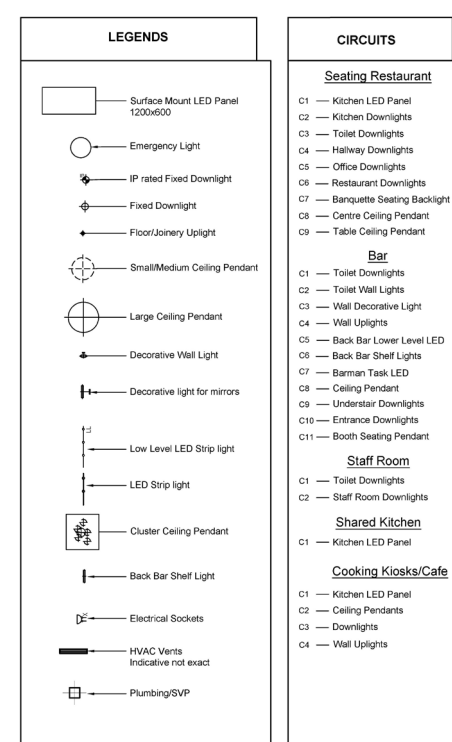 LEGENDS
Surface Mount LED Panel
1200x600
Emergency Light
IP rated Fixed Downlight
Fixed Downlight
Floor/Joinery Uplight
Small/Medium Ceiling Pendant
Large Ceiling Pendant
Decorative Wall Light
Decorative light for mirrors
Low Level LED Strip light
LED Strip light
Cluster Ceiling Pendant
Back Bar Shelf Light
Electrical Sockets
HVAC Vents
Indicative not exact
Plumbing/SVP
CIRCUITS
Seating Restaurant
C1 — Kitchen LED Panel
C2 — Kitchen Downlights
C3 — Toilet Downlights
C4 — Hallway Downlights
C5 — Office Downlights
C6 — Restaurant Downlights
C7 — Banquette Seating Backlight
C8 — Centre Ceiling Pendant
C9 — Table Ceiling Pendant
Bar
C1 — Toilet Downlights
C2 — Toilet Wall Lights
C3 — Wall Decorative Light
C4 — Wall Uplights
C5 — Back Bar Lower Level LED
C6 — Back Bar Shelf Lights
C7 — Barman Task LED
C8 — Ceiling Pendant
C9 — Understair Downlights
C10 — Entrance Downlights
C11 — Booth Seating Pendant
Staff Room
C1 — Toilet Downlights
C2 — Staff Room Downlights
Shared Kitchen
C1 — Kitchen LED Panel
Cooking Kiosks/Cafe
C1 — Kitchen LED Panel
C2 — Ceiling Pendants
C3 — Downlights
C4 — Wall Uplights